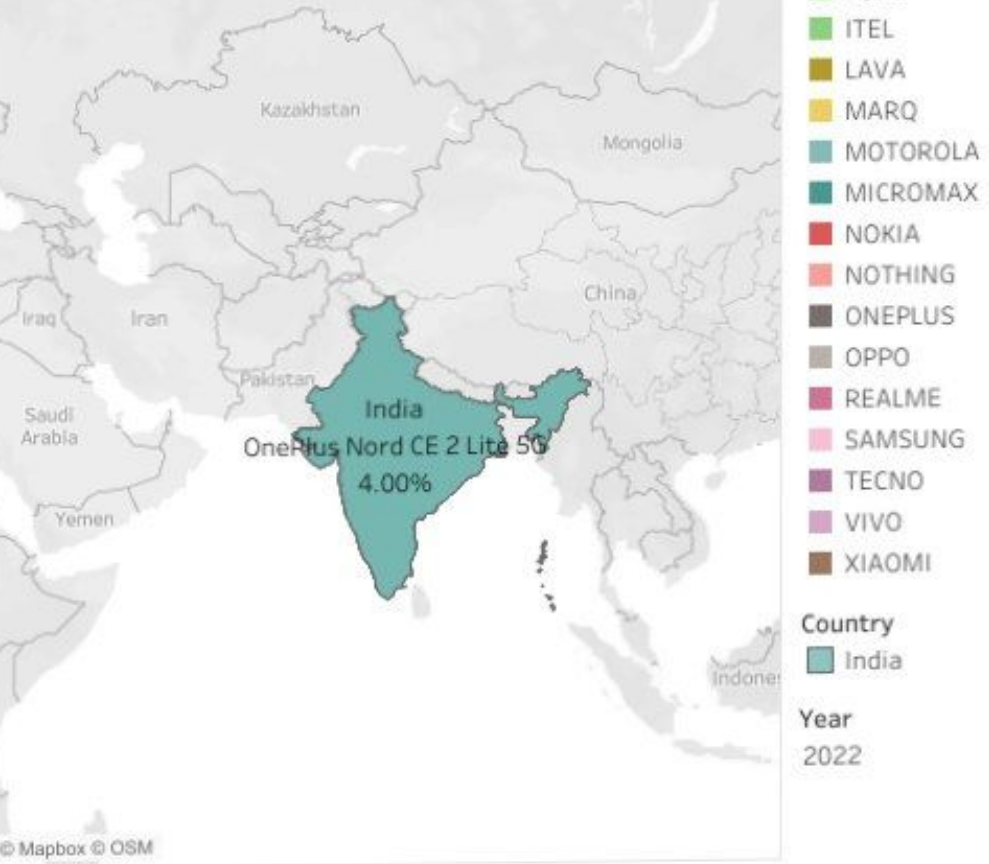 ITEL
LAVA
MARQ
MOTOROLA
MICROMAX
NOKIA
NOTHING
ONEPLUS
OPPO
REALME
SAMSUNG
TECNO
VIVO
XIAOMI
Country
India
Year
2022
Kazakhstan
Mongolia
China
Iraq
Iran
Pakistan
Saudi
Arabia
Yemen
India
OnePlus Nord CE 2 Lite 5G
4.00%
Indones
© Mapbox © OSM